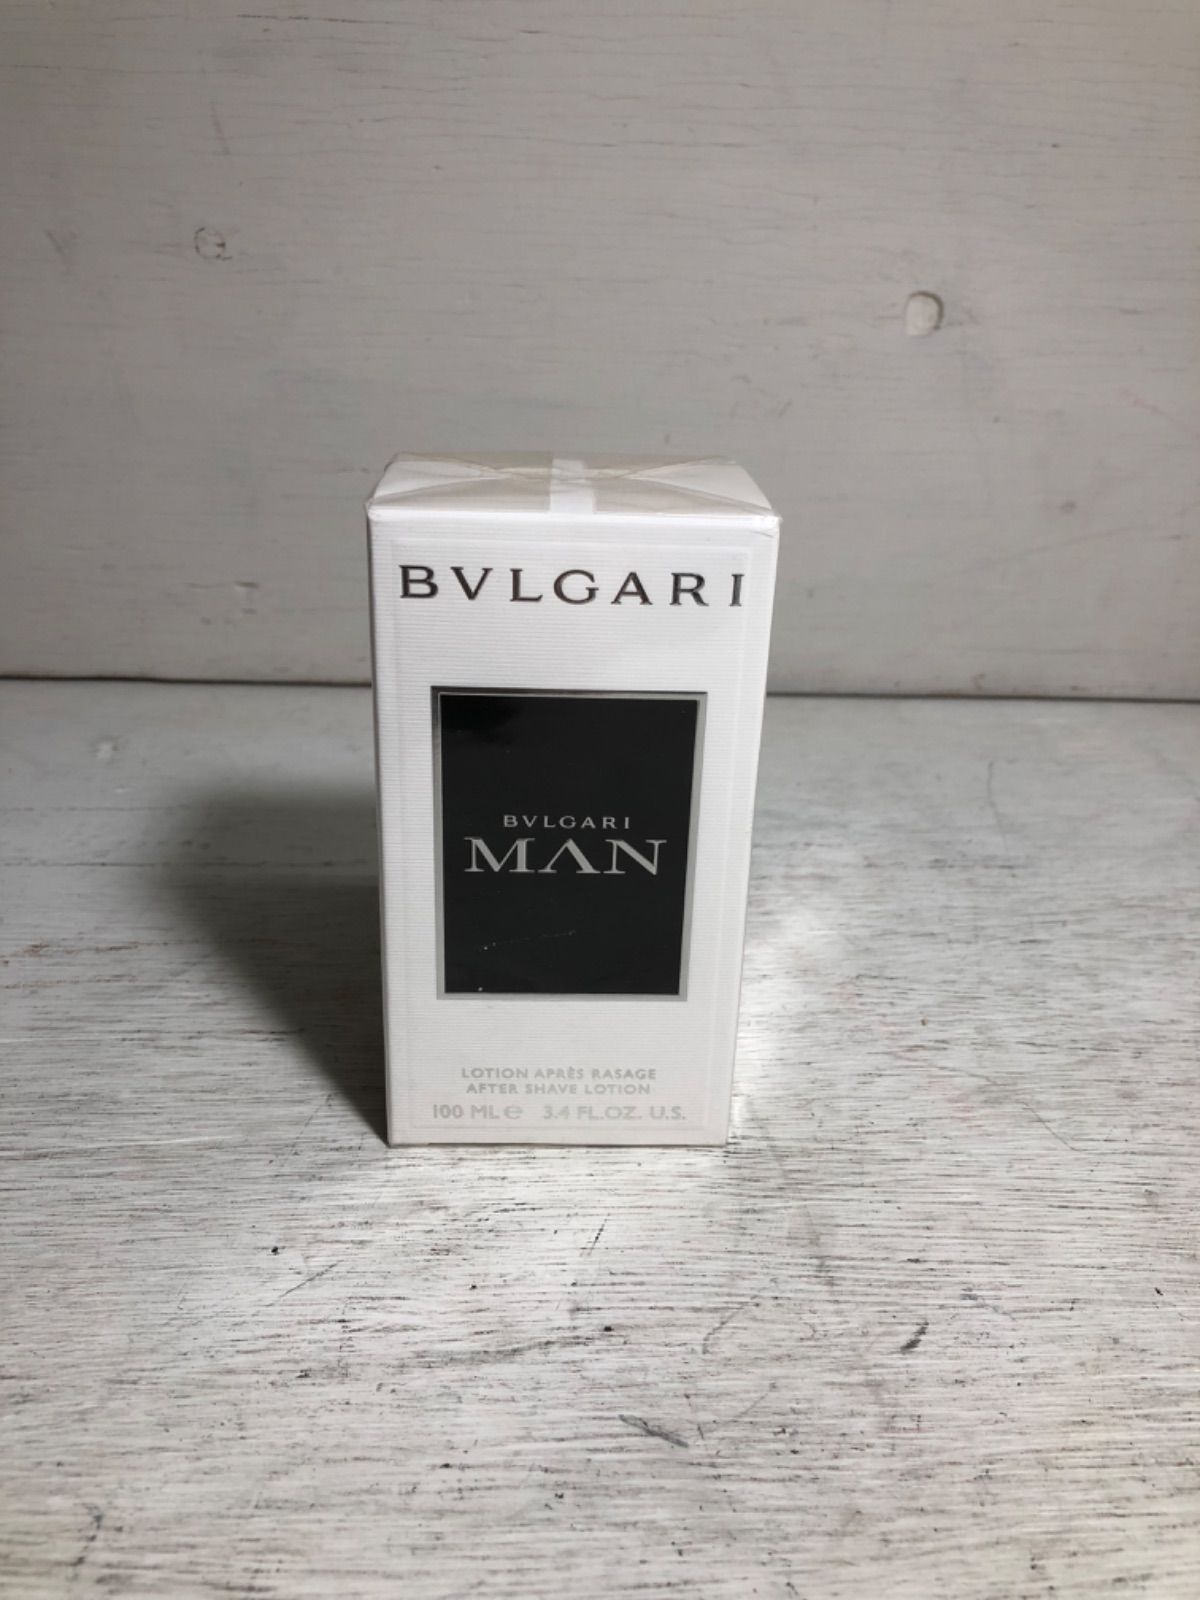 BVLGARI
BVLGARI
MAN
LOTION APRÈS RASAGE
AFTER SHAVE LOTION
100 ML ℮ 3.4 FL.OZ. U.S.